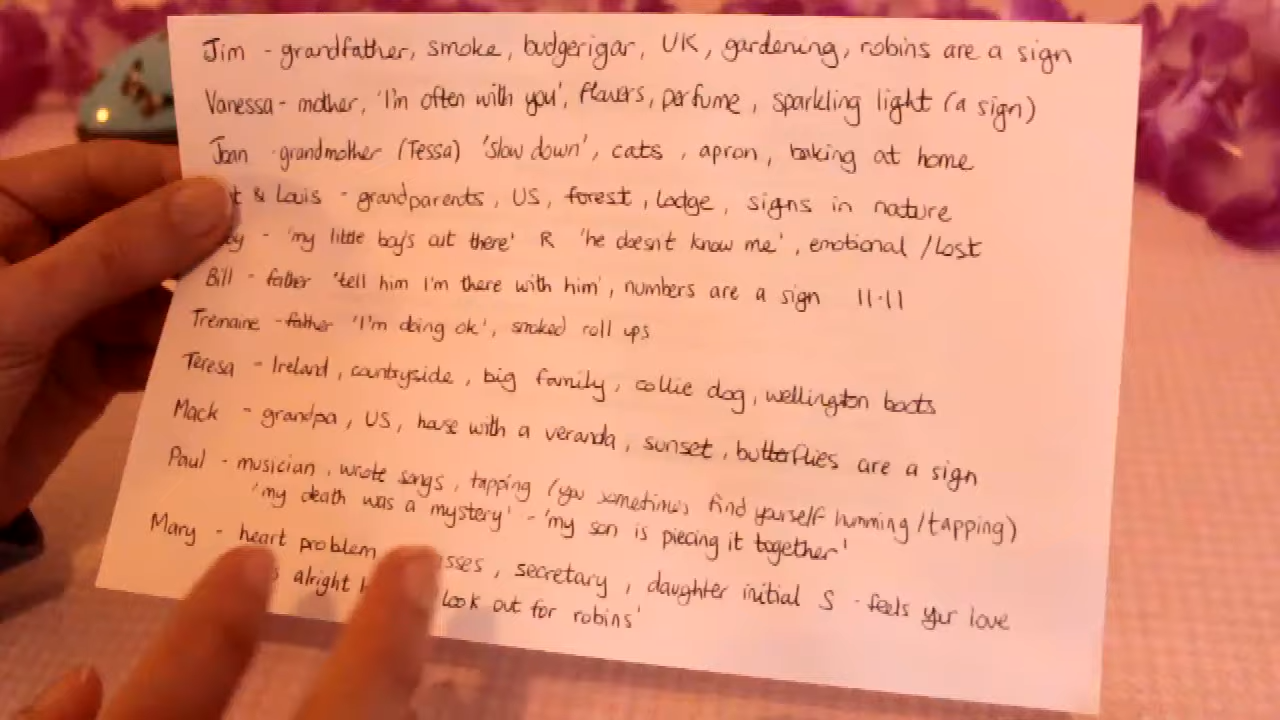 Jim - grandfather, smoke, budgerigar, UK, gardening, robins are a sign
Vanessa - mother, 'I'm often with you', flowers, perfume, sparkling light (a sign)
Joan - grandmother (Tessa) 'slow down', cats, apron, baking at home
& Louis - grandparents, US, forest, lodge, signs in nature
- 'my little boy's out there' R 'he doesn't know me', emotional / lost
Bill - father 'tell him I'm there with him', numbers are a sign 11.11
Tremaine - father 'I'm doing ok', smoked roll ups
Teresa - Ireland, countryside, big family, collie dog, wellington boots
Mack - grandpa, US, house with a veranda, sunset, butterflies are a sign
Paul - musician, wrote songs, tapping (you sometimes find yourself humming/tapping)
'my death was a mystery' - 'my son is piecing it together'
Mary - heart problem, secretary, daughter initial S - feels your love
alright look out for robins'